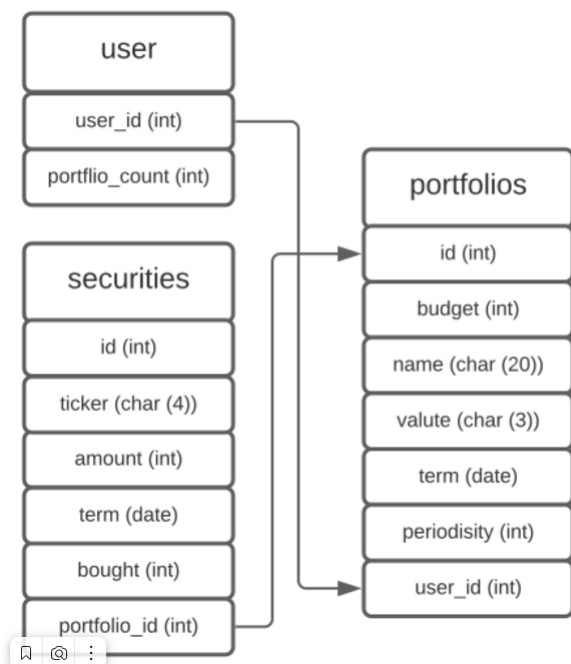 user
user_id (int)
portflio_count (int)
securities
id (int)
ticker (char (4))
amount (int)
term (date)
bought (int)
portfolio_id (int)
portfolios
id (int)
budget (int)
name (char (20))
valute (char (3))
term (date)
periodisity (int)
user_id (int)